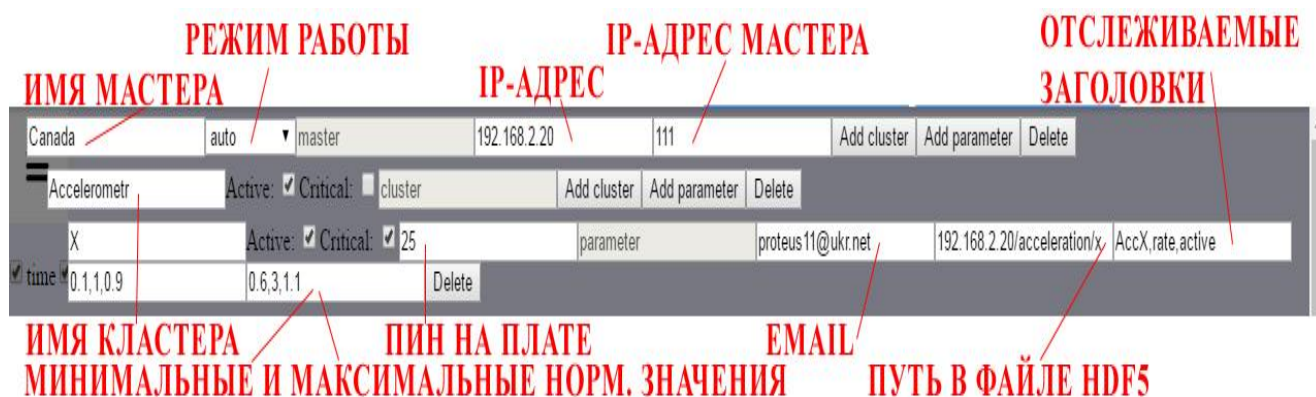 РЕЖИМ РАБОТЫ IP-АДРЕС МАСТЕРА ОТСЛЕЖИВАЕМЫЕ
ИМЯ МАСТЕРА IP-АДРЕС ЗАГОЛОВКИ
Canada auto master 192.168.2.20 111 Add cluster Add parameter Delete
Accelerometr Active: Critical: cluster Add cluster Add parameter Delete
X Active: Critical: 25 parameter proteus11@ukr.net 192.168.2.20/acceleration/x AccX,rate,active
time 0.1,1,0.9 0.6,3,1.1 Delete
ИМЯ КЛАСТЕРА ПИН НА ПЛАТЕ EMAIL
МИНИМАЛЬНЫЕ И МАКСИМАЛЬНЫЕ НОРМ. ЗНАЧЕНИЯ ПУТЬ В ФАЙЛЕ HDF5